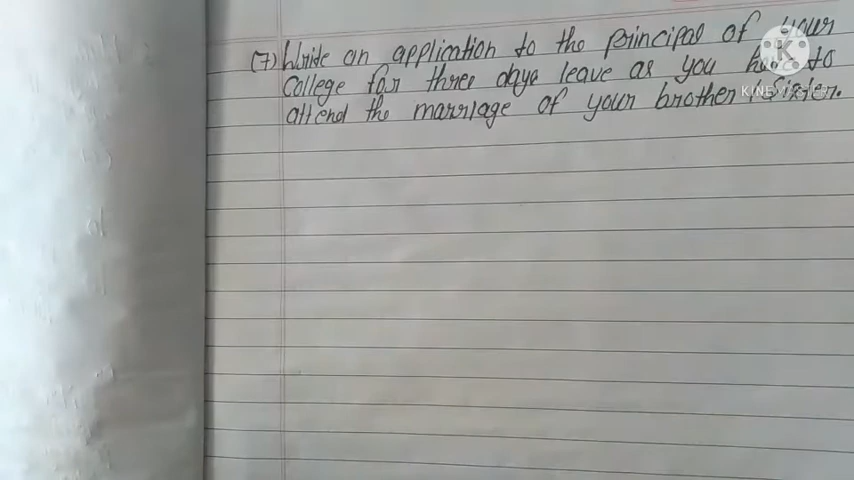 (7) Write an application to the principal of your
College for three days leave as you have to
attend the marriage of your brother / sister.
KINEMASTER